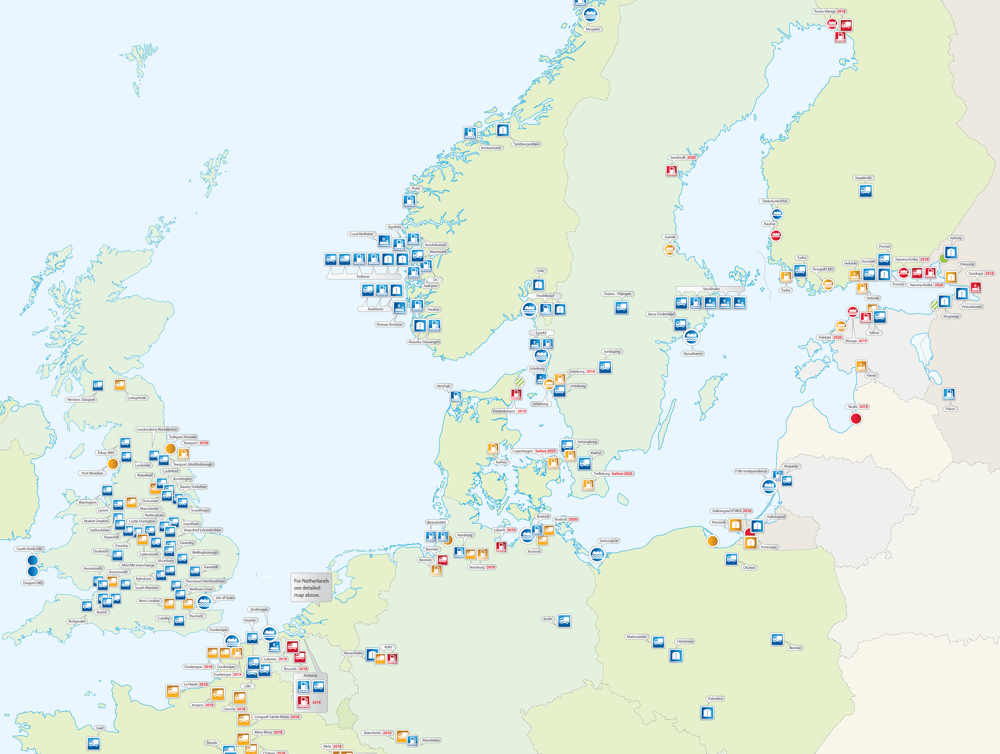 Tornio Manga 2018
Mosjøen
Kristiansund
Tjeldbergodden
Sundsvall 2020
Vaajakoski
Florø
Tahkoluoto/Pori
Rauma
Ågotnes
Coral Methane
B
Hordvikneset
Mannsverk
Kollsnes
Os
Halhjem
Avaldsnes
B
Haukas
Pioneer Knutsen
Risavika (Stavanger)
Gaevle
Vyborg
Porvoo
Turku
Hamina-Kotka 2018
Helsinki
Vuosaari
Primorsk
Finngulf LNG
B
Gorskaya 2018
B
Porvoo
Hamina-Kotka 2020
Turku
Helsinki
Petrodvorets
Kingisepp
Oslo
Fredrikstad
Örebro - Pilängen
Stockholm
B
B
B
Järna (Södertälje)
Nynashamn
Tallinn
Paldiski 2020
Muuga 2019
Lysekil
B
Jonköping
Göteborg
B
Göteborg 2018
Göteborg
Göteborg
B
Pärnu
Hirtshals
Frederikshavn 2018
Pskov
Skulte 2019
Nerston, Glasgow
Livingstone
Londonderry Nortallerton
Trafigura Teesside
Teesport 2018
Tebay (M6)
Lockerbie
Teesport, Middlesbrough
Port Meridian
Castleford
Wakefield
Knottingley
Bawtry Yorkshire
Warrington
Doncaster
Lymm
Manchester
Scunthorpe
Nottingham
Market Drayton
Castle Dorington
Grantham
Staffordshire
Shepshed Leicestershire
Shareshill
Freasley
Daventry
Droitwich
Lutterworth
Wellingborough
South Hook LNG
Alconbury
M42/M6 interchange
Avonmouth
Avonmouth
Haverhill
Aylesbury
Dragon LNG
Flamstead (Hertfordshire)
South Marston
Waltham Cross
West London
Isle of Grain
Bristol
Thurrock
Bridgwater
Crawley
Helsingborg
Copenhagen before 2025
Malmö
Aarhus
Trelleborg before 2025
Klaipéda
FSRU Independence
Kaliningrad (FSRU) 2018
Kaliningrad
Primorsk
Portovaya
Olsztyn
Rostock
Rostock 2020
Brunsbüttel
Lübeck 2019
Hamburg
Rostock
Świnoujście
Bremen
Bremen
Hamburg 2019
For Netherlands
see detailed
map above.
Zeebrugge
Veurne
Dunkerque
B
Berlin
Mateuszewo
Odolanów
Warsaw
Nievenheim
Köln
Lokeren 2018
Dunkerque 2018
Dunkerque
Brussels 2018
Dunkerque 2019
Antwerp
2018
Lille
Le Havre 2018
Amiens 2018
Gauchy 2018
Katowice
Longueil-Sainte-Marie 2018
Gael
Mitry-Mory 2018
Mannheim 2019
Mannheim
Rungis
Metz 2018
Châtres 2018